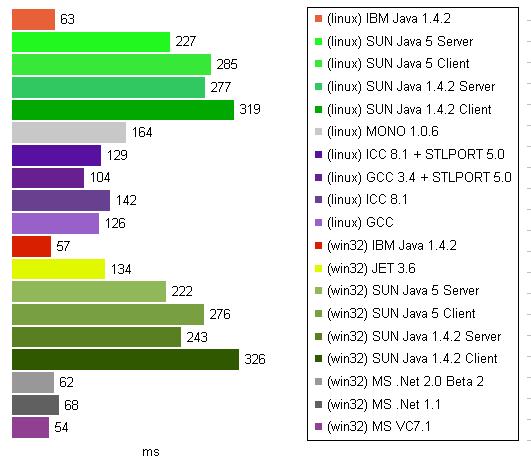 63 (linux) IBM Java 1.4.2
227 (linux) SUN Java 5 Server
285 (linux) SUN Java 5 Client
277 (linux) SUN Java 1.4.2 Server
319 (linux) SUN Java 1.4.2 Client
164 (linux) MONO 1.0.6
129 (linux) ICC 8.1 + STLPORT 5.0
104 (linux) GCC 3.4 + STLPORT 5.0
142 (linux) ICC 8.1
126 (linux) GCC
57 (win32) IBM Java 1.4.2
134 (win32) JET 3.6
222 (win32) SUN Java 5 Server
276 (win32) SUN Java 5 Client
243 (win32) SUN Java 1.4.2 Server
326 (win32) SUN Java 1.4.2 Client
62 (win32) MS .Net 2.0 Beta 2
68 (win32) MS .Net 1.1
54 (win32) MS VC7.1
ms